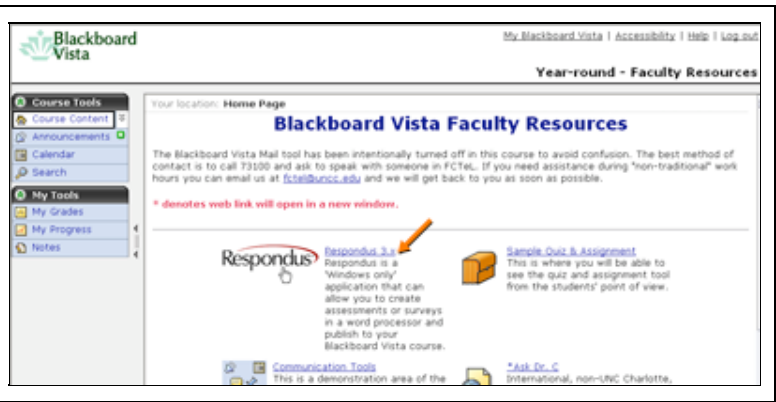 Blackboard
Vista
My Blackboard Vista | Accessibility | Help | Log out
Year-round - Faculty Resources
Course Tools
Course Content
Announcements
Calendar
Search
My Tools
My Grades
My Progress
Notes
Your location: Home Page
Blackboard Vista Faculty Resources
The Blackboard Vista Mail tool has been intentionally turned off in this course to avoid confusion. The best method of
contact is to call 73100 and ask to speak with someone in FCTeL. If you need assistance during "non-traditional" work
hours you can email us at fctel@uncc.edu and we will get back to you as soon as possible.
* denotes web link will open in a new window.
Respondus
Respondus 3.x
Respondus is a
'Windows only'
application that can
allow you to create
assessments or surveys
in a word processor and
publish to your
Blackboard Vista course.
Sample Quiz & Assignment
This is where you will be able to
see the quiz and assignment tool
from the students' point of view.
Communication Tools
This is a demonstration area of the
*Ask Dr. C
International, non-UNC Charlotte,